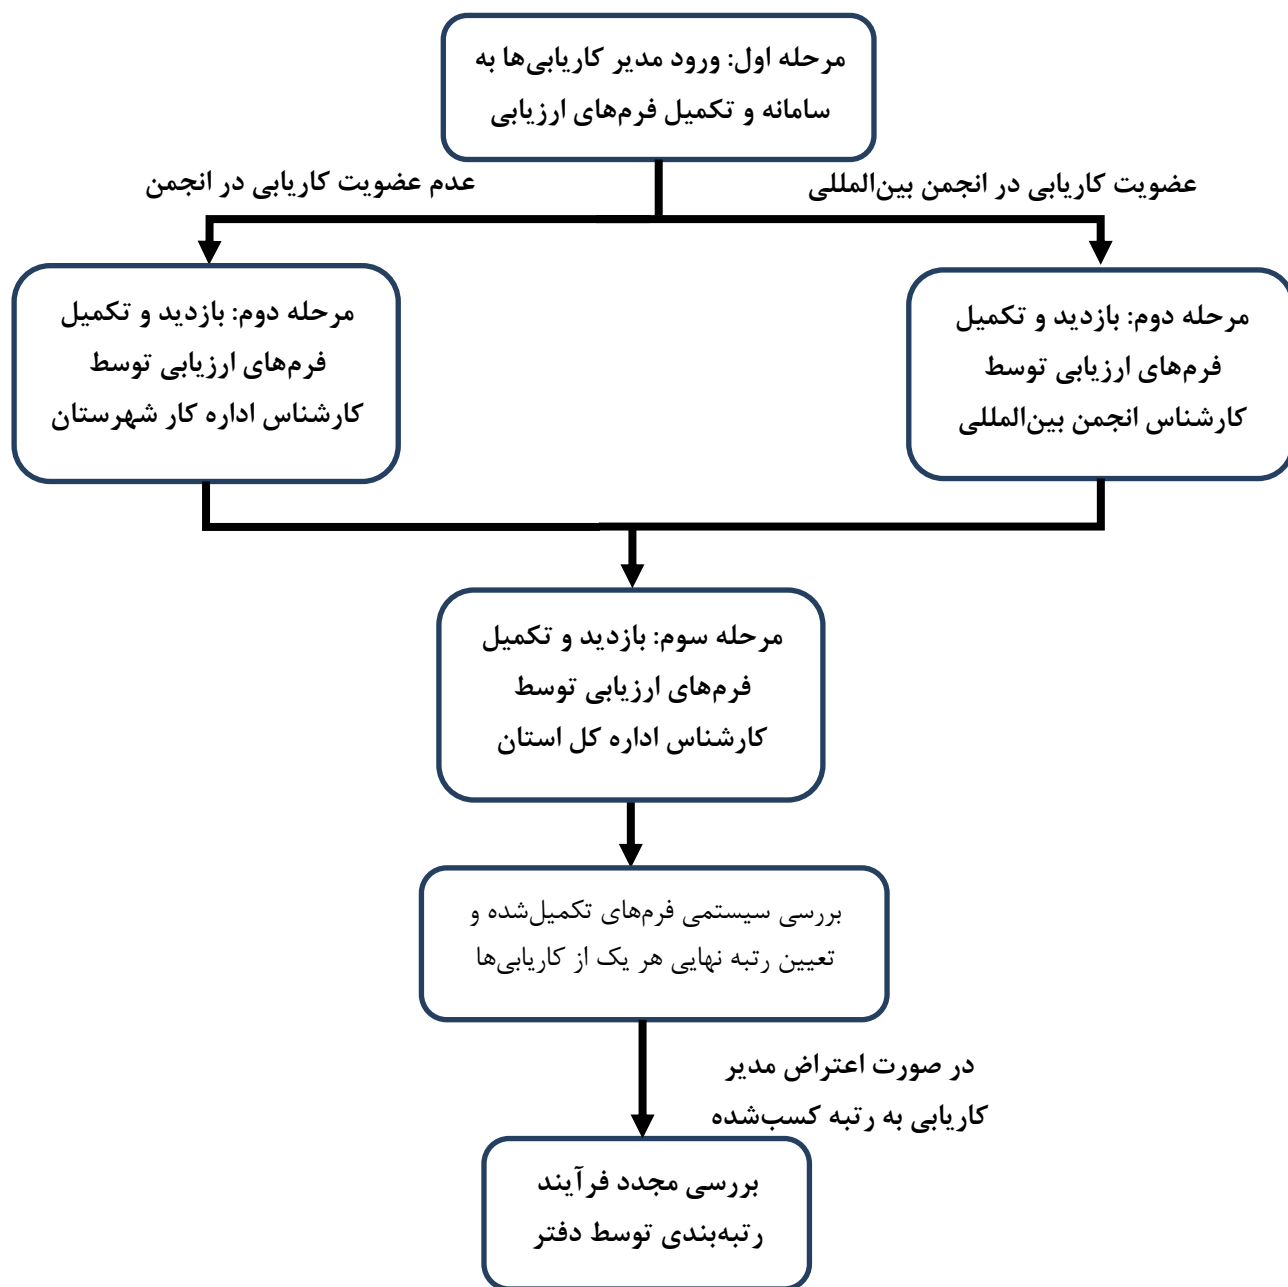 مرحله اول: ورود مدیر کاریابی‌ها به
سامانه و تکمیل فرم‌های ارزیابی
عضویت کاریابی در انجمن بین‌المللی
عدم عضویت کاریابی در انجمن
مرحله دوم: بازدید و تکمیل
فرم‌های ارزیابی توسط
کارشناس انجمن بین‌المللی
مرحله دوم: بازدید و تکمیل
فرم‌های ارزیابی توسط
کارشناس اداره کار شهرستان
مرحله سوم: بازدید و تکمیل
فرم‌های ارزیابی توسط
کارشناس اداره کل استان
بررسی سیستمی فرم‌های تکمیل‌شده و
تعیین رتبه نهایی هر یک از کاریابی‌ها
در صورت اعتراض مدیر
کاریابی به رتبه کسب‌شده
بررسی مجدد فرآیند
رتبه‌بندی توسط دفتر